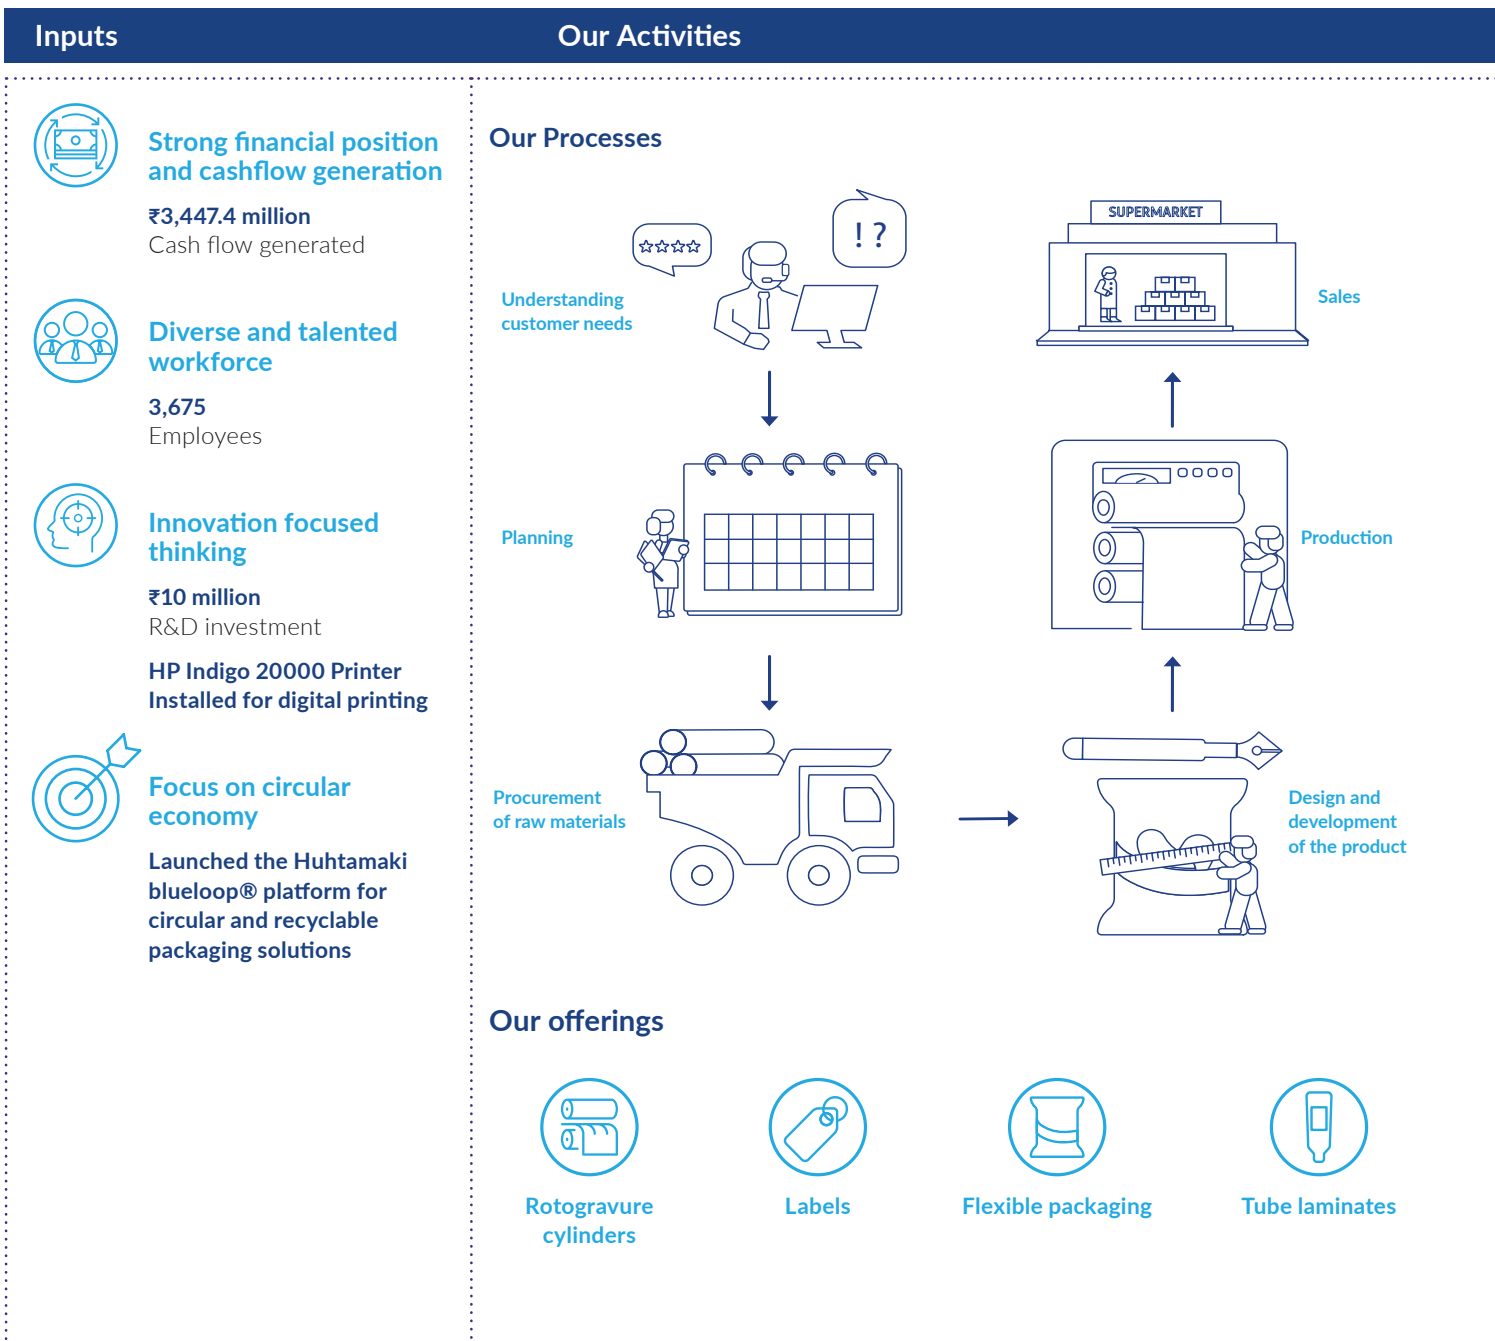 Inputs
Our Activities
Strong financial position
and cashflow generation
₹3,447.4 million
Cash flow generated
Diverse and talented
workforce
3,675
Employees
Innovation focused
thinking
₹10 million
R&D investment
HP Indigo 20000 Printer
Installed for digital printing
Focus on circular
economy
Launched the Huhtamaki
blueloop® platform for
circular and recyclable
packaging solutions
Our Processes
! ?
Understanding
customer needs
Planning
Procurement
of raw materials
Design and
development
of the product
Production
SUPERMARKET
Sales
Our offerings
Rotogravure
cylinders
Labels
Flexible packaging
Tube laminates